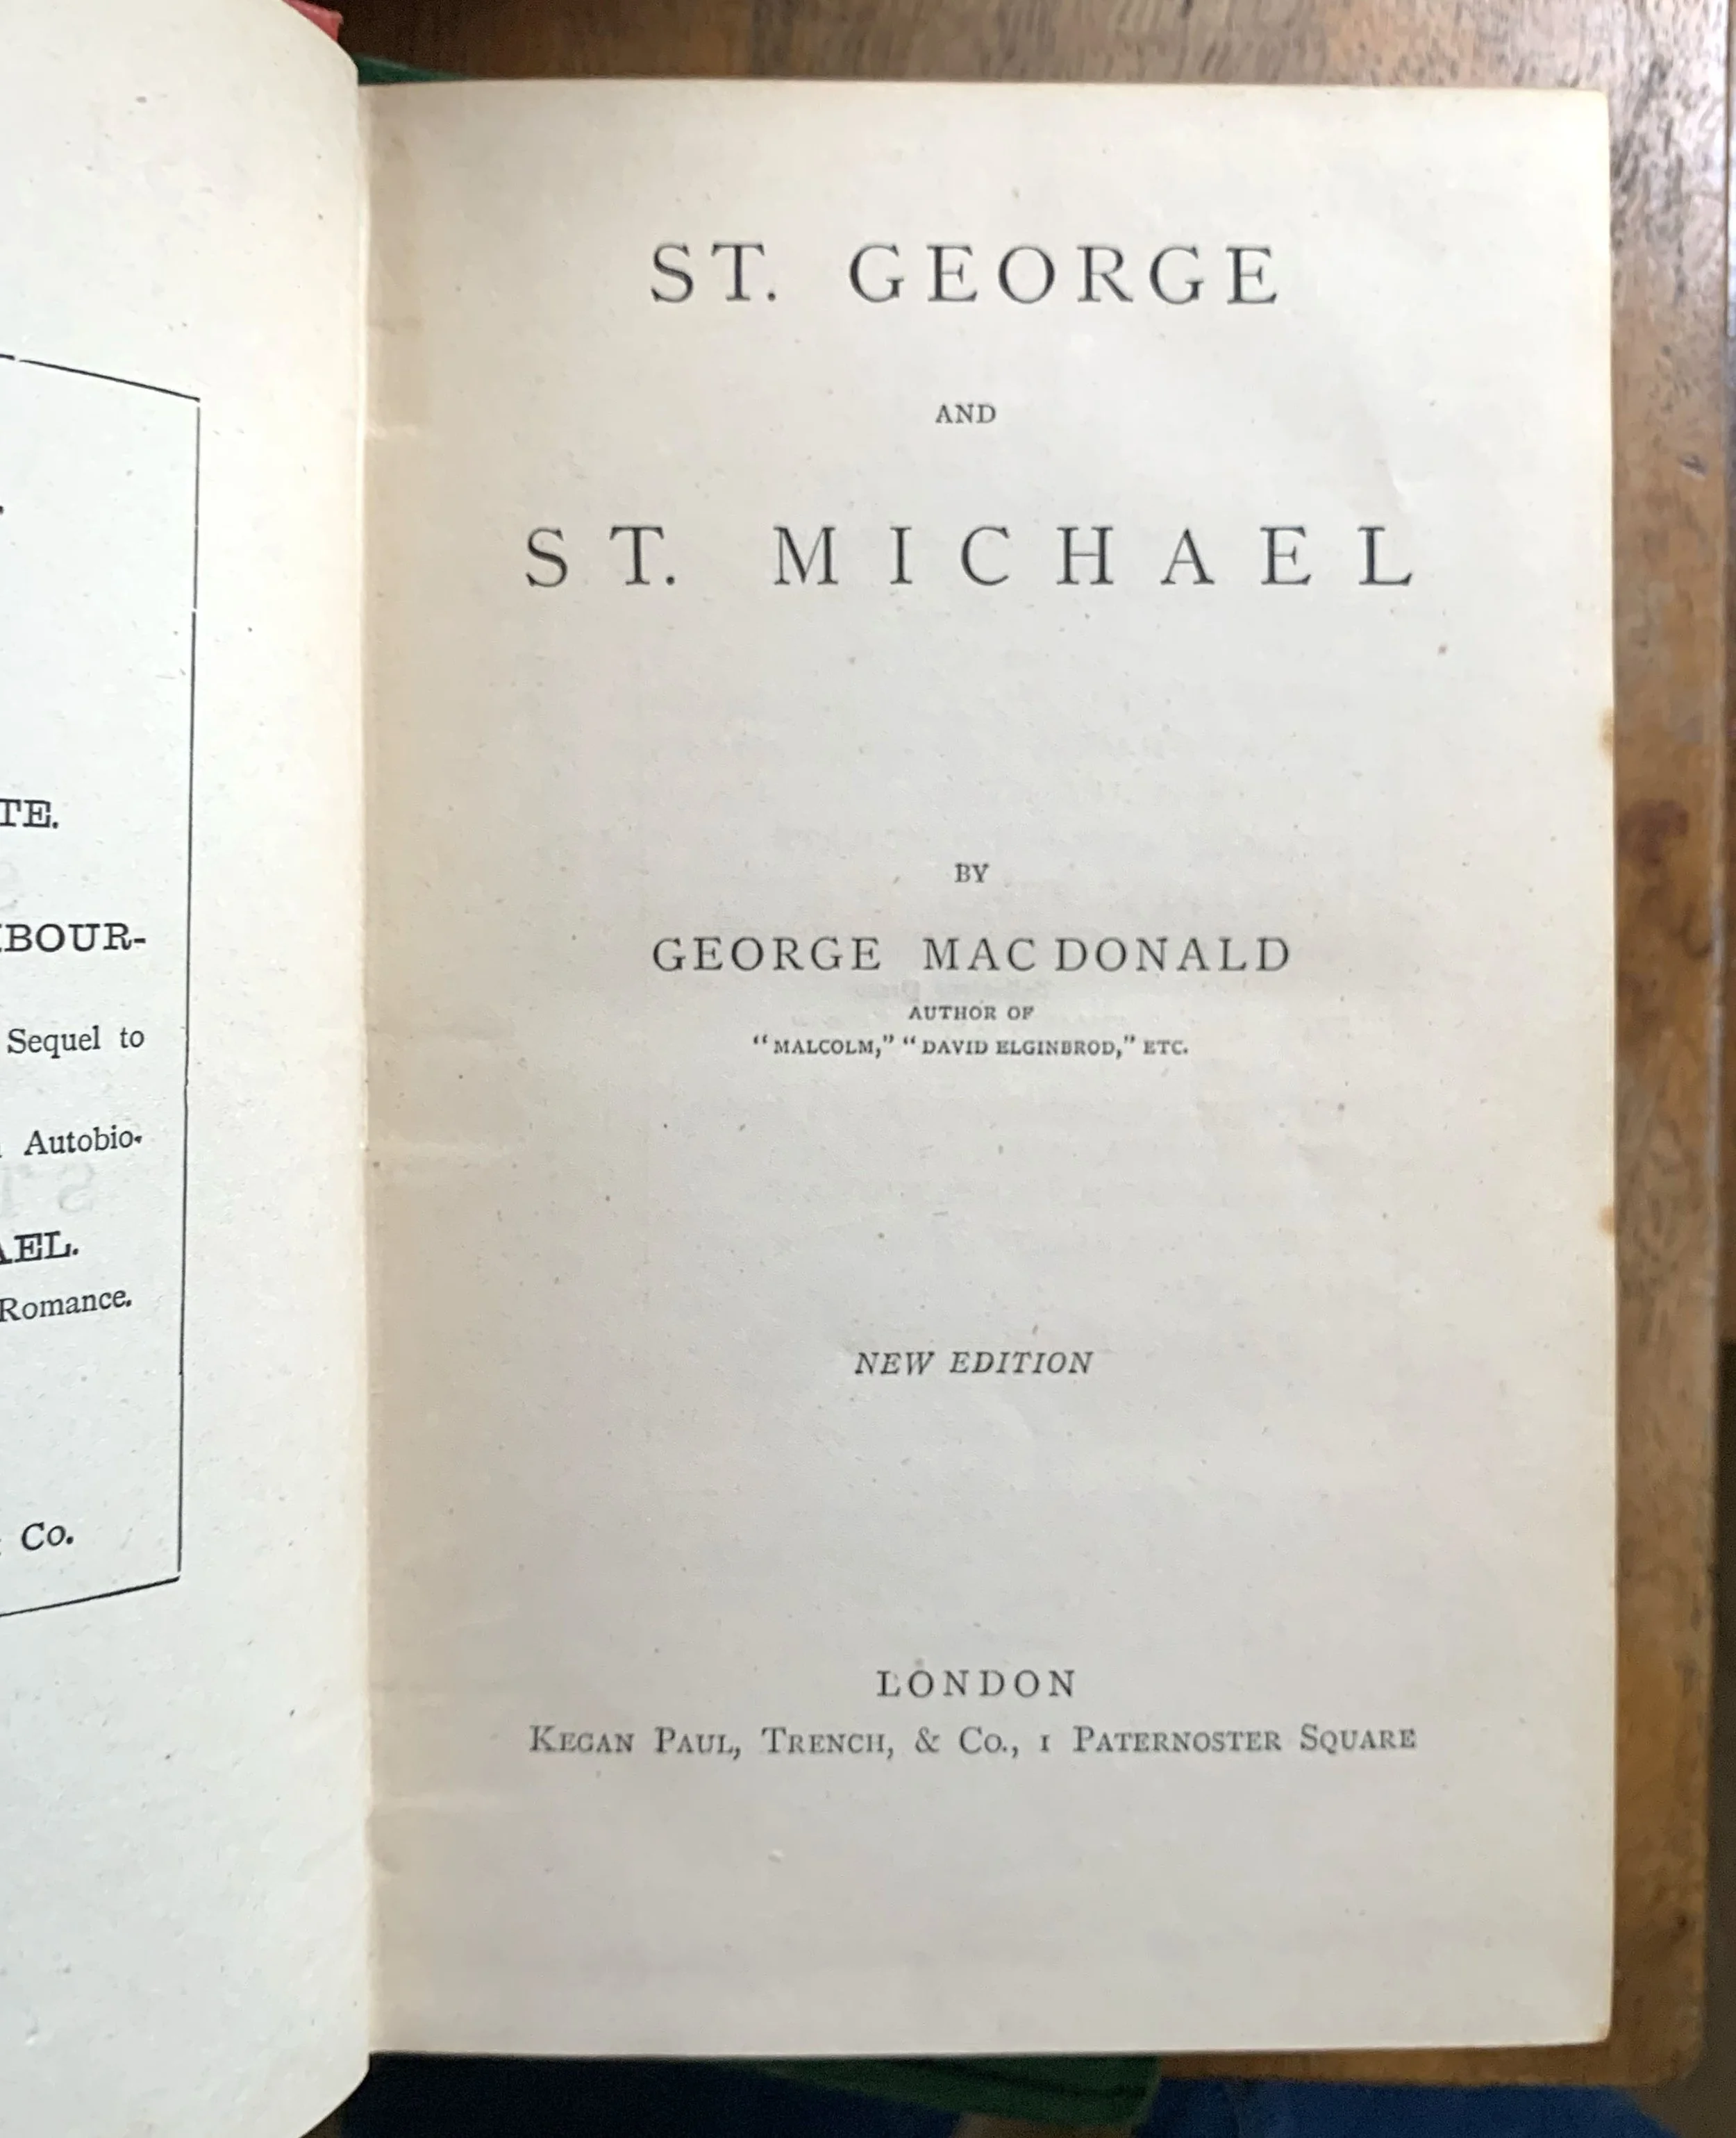 TE.
BOUR-
Sequel to
Autobio-
AEL.
Romance.
Co.
ST. GEORGE
AND
ST. MICHAEL
BY
GEORGE MAC DONALD
AUTHOR OF
“MALCOLM,” “DAVID ELGINBROD,” ETC.
NEW EDITION
LONDON
KEGAN PAUL, TRENCH, & CO., 1 PATERNOSTER SQUARE